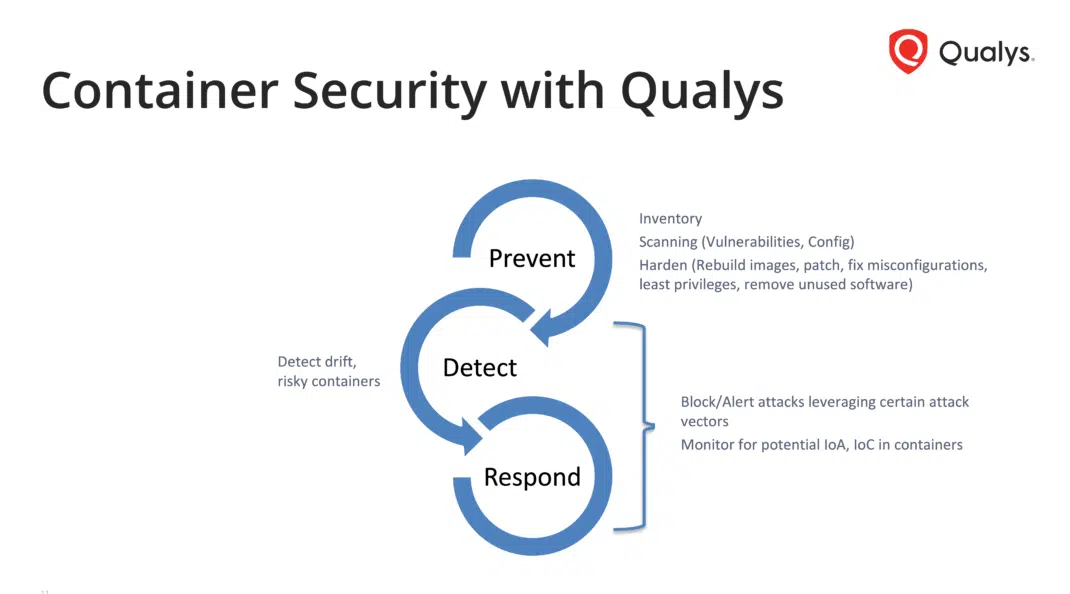 Qualys.
Container Security with Qualys
Prevent
Inventory
Scanning (Vulnerabilities, Config)
Harden (Rebuild images, patch, fix misconfigurations,
least privileges, remove unused software)
Detect drift,
risky containers
Detect
Block/Alert attacks leveraging certain attack
vectors
Monitor for potential IoA, IoC in containers
Respond
11